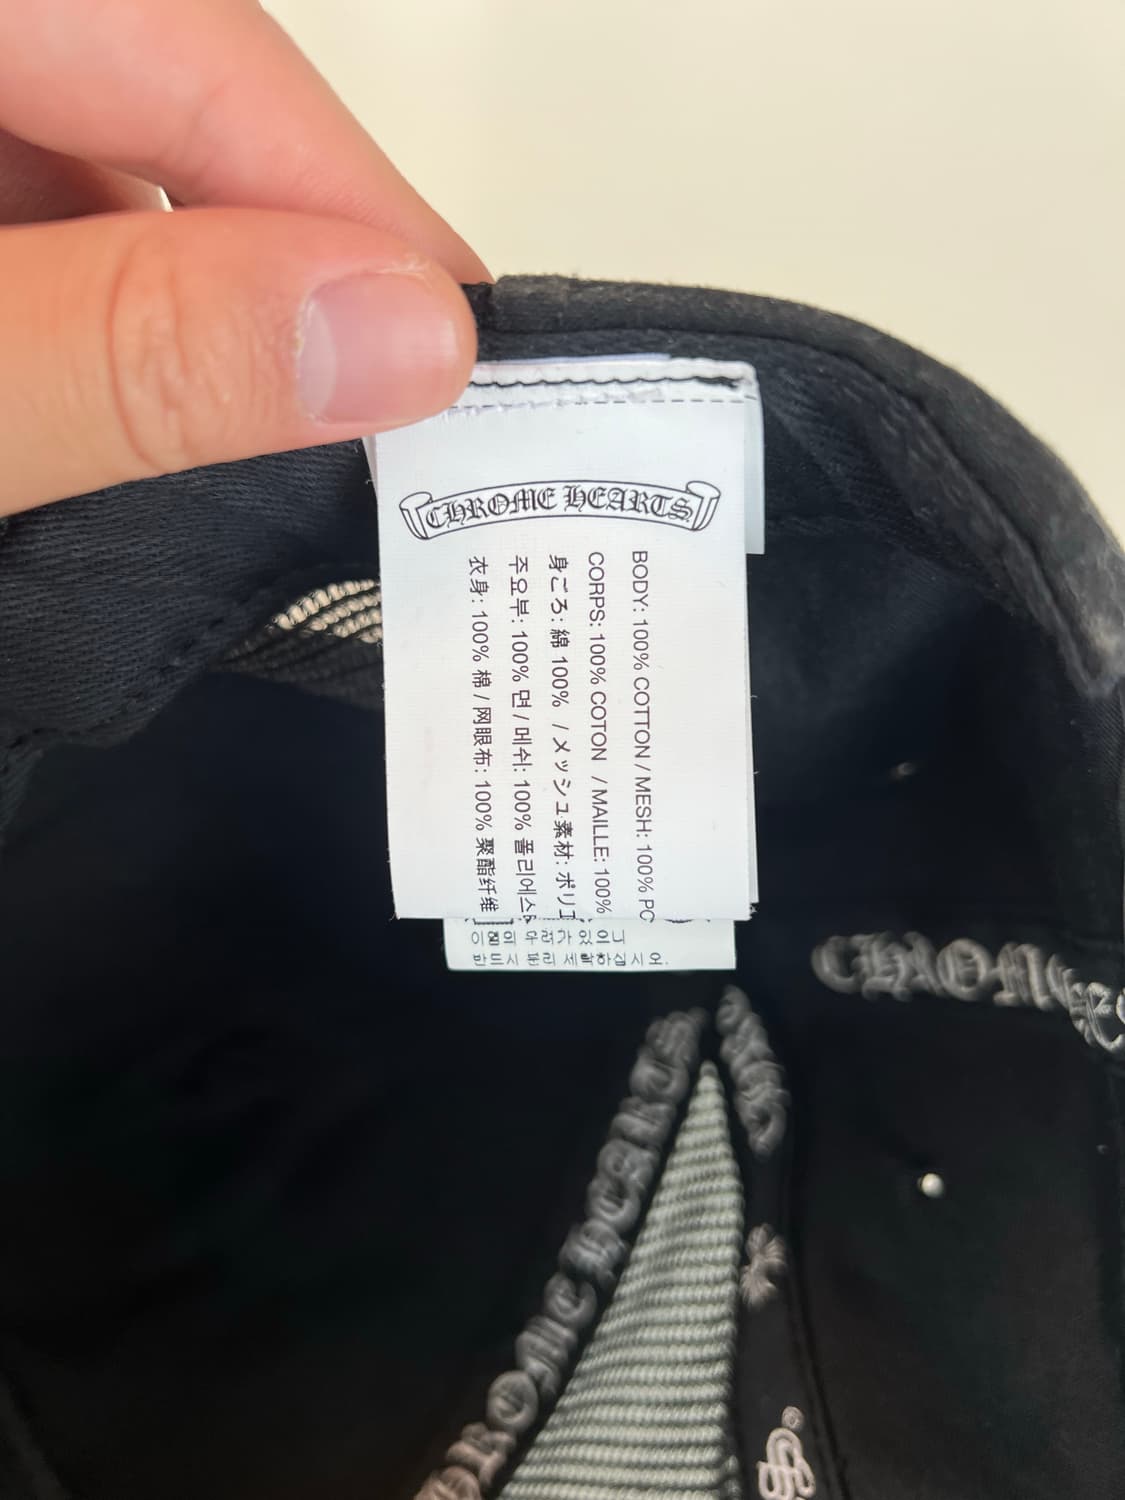 CHROME HEARTS
BODY: 100% COTTON / MESH: 100% PO
CORPS: 100% COTON / MAILLE: 100%
身ごろ: 綿 100% / メッシュ素材: ポリエ
주요부: 100% 면 / 메쉬: 100% 폴리에스
衣身: 100% 棉 / 网眼布: 100% 聚酯纤维
이염의 우려가 있으니
반드시 분리 세탁하십시오.
CHROME
CHROME HEARTS